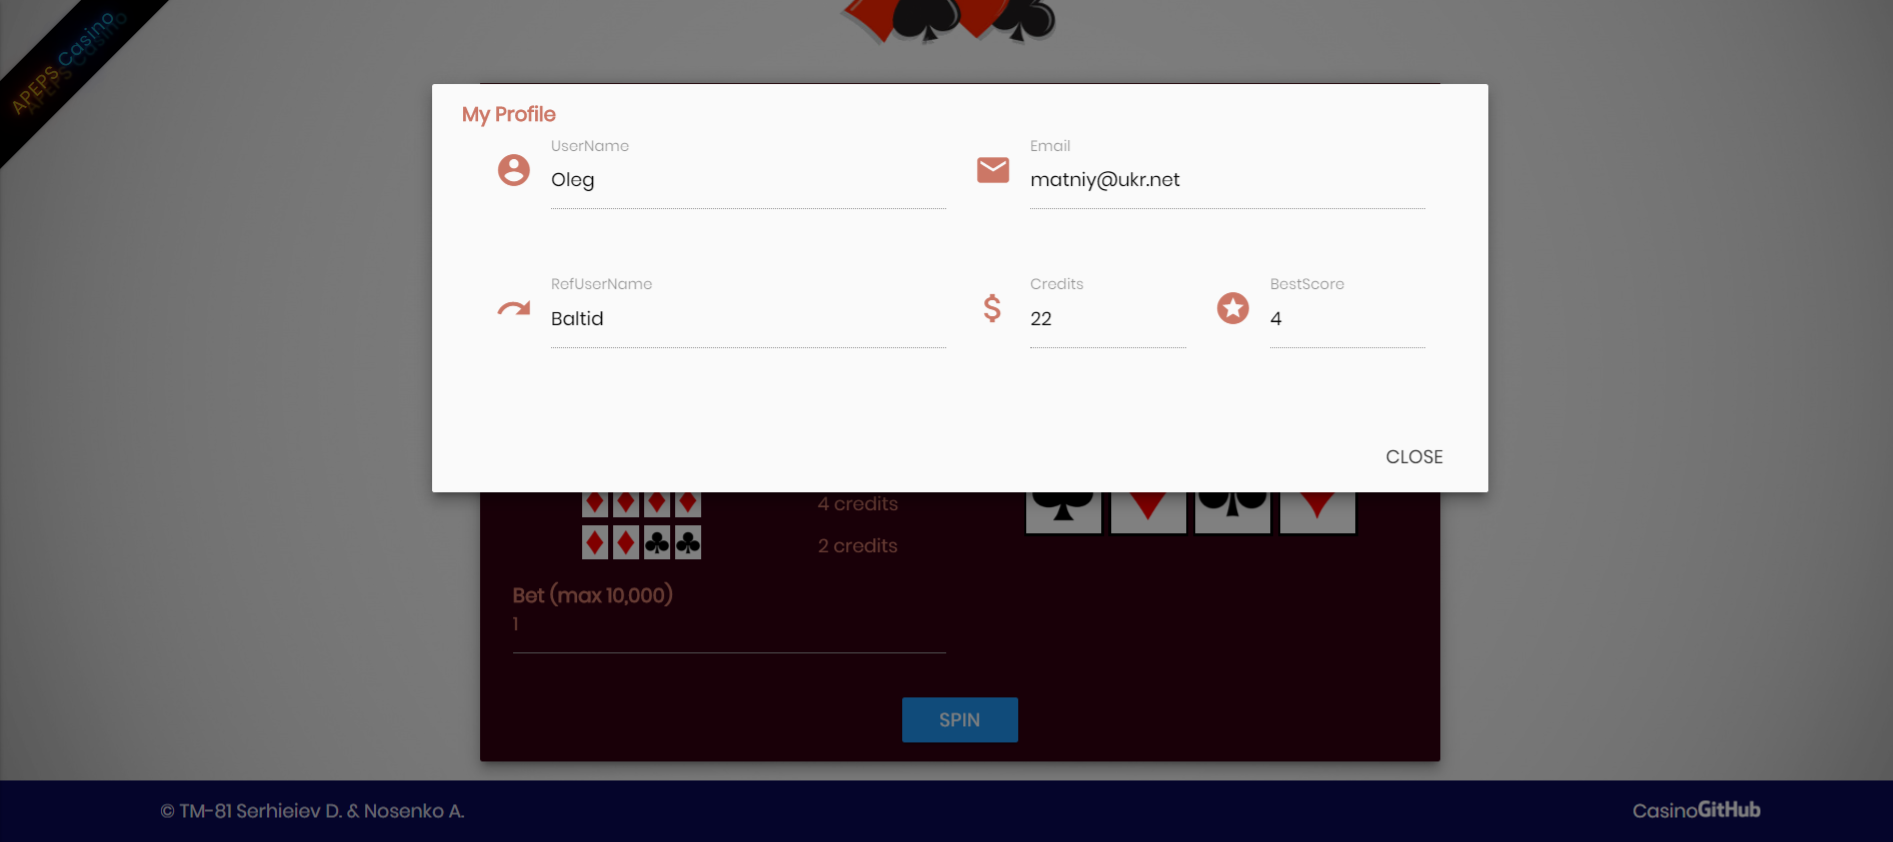 APEPS Casino
My Profile
UserName
Oleg
Email
matniy@ukr.net
RefUserName
Baltid
Credits
22
BestScore
4
CLOSE
4 credits
2 credits
Bet (max 10,000)
1
SPIN
© TM-81 Serhieiev D. & Nosenko A.
CasinoGitHub